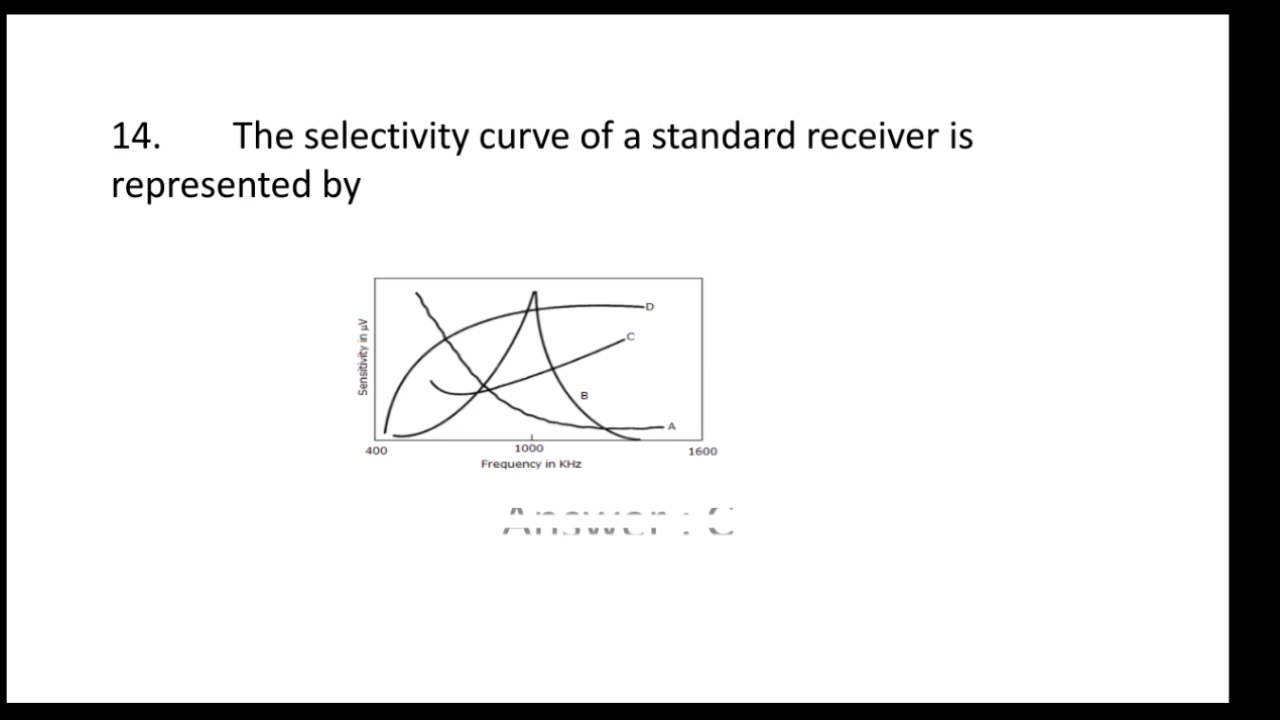 14. The selectivity curve of a standard receiver is
represented by
D
C
Sensitivity in µV
B
A
400 1000 1600
Frequency in KHz
Answer : C